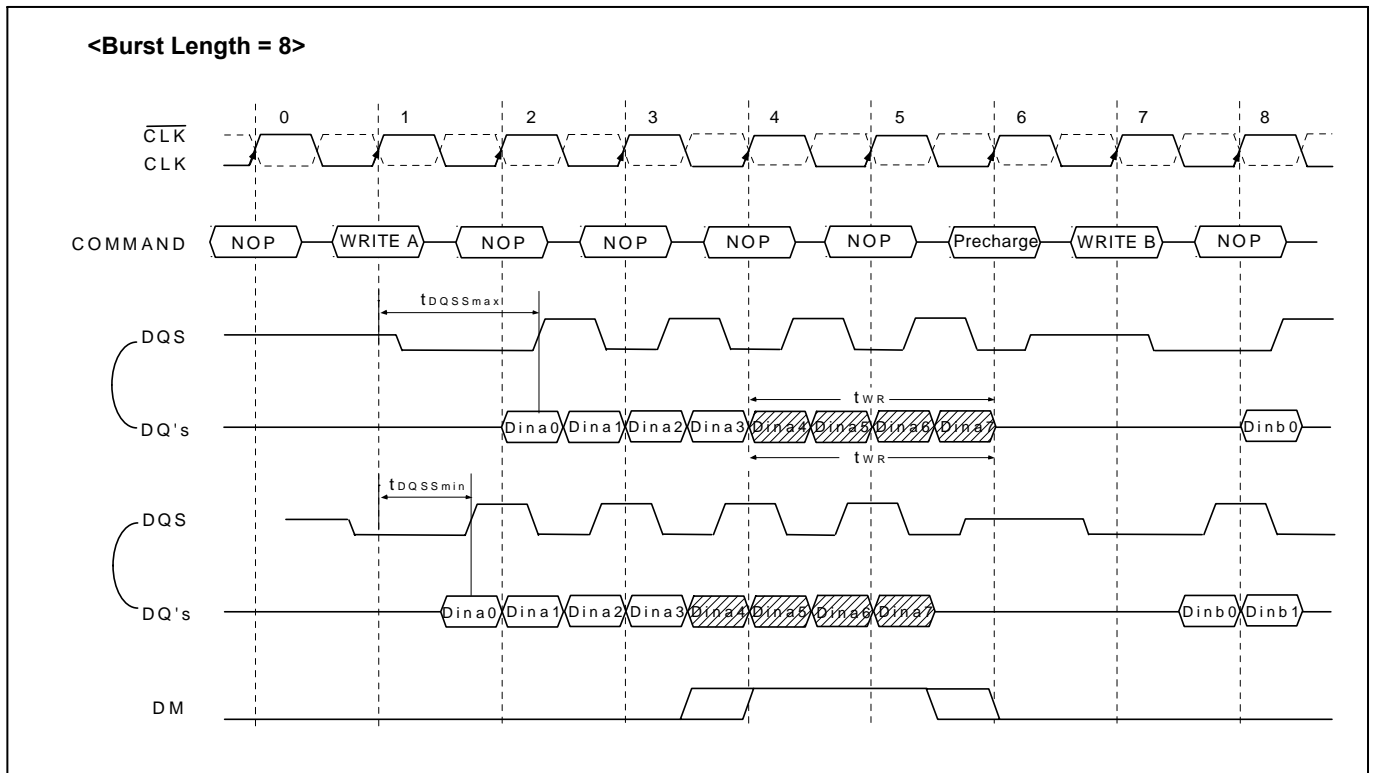 <Burst Length = 8>
0 1 2 3 4 5 6 7 8
CLK
CLK
COMMAND NOP WRITE A NOP NOP NOP NOP Precharge WRITE B NOP
tDQSSmax
DQS
tWR
DQ's Dina0 Dina1 Dina2 Dina3 Dina4 Dina5 Dina6 Dina7 Dinb0
tWR
tDQSSmin
DQS
DQ's Dina0 Dina1 Dina2 Dina3 Dina4 Dina5 Dina6 Dina7 Dinb0 Dinb1
DM